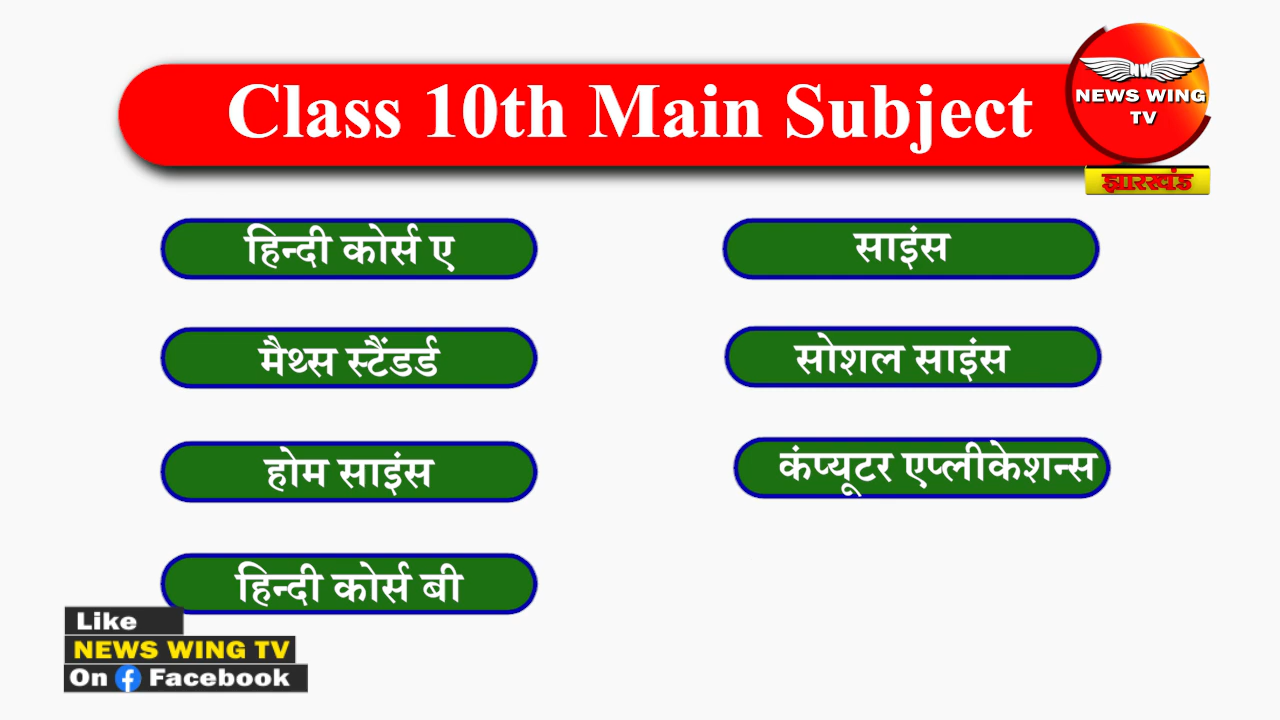 Class 10th Main Subject
NW
NEWS WING
TV
झारखंड
हिन्दी कोर्स ए
साइंस
मैथ्स स्टैंडर्ड
सोशल साइंस
होम साइंस
कंप्यूटर एप्लीकेशन्स
हिन्दी कोर्स बी
Like
NEWS WING TV
On Facebook